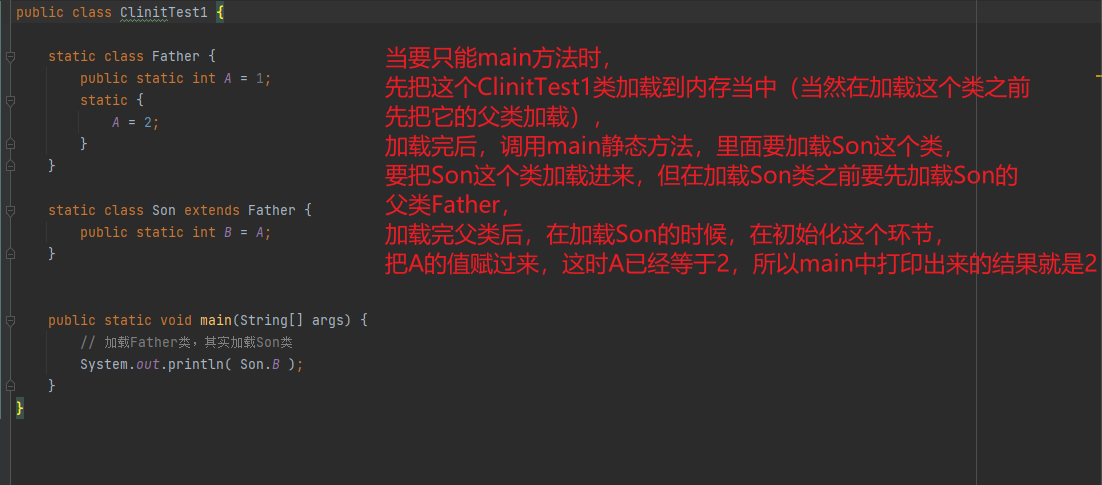 public class ClinitTest1 {
static class Father {
public static int A = 1;
static {
A = 2;
}
}
static class Son extends Father {
public static int B = A;
}
public static void main(String[] args) {
// 加载Father类,其实加载Son类
System.out.println( Son.B );
}
}
当要只能main方法时，
先把这个ClinitTest1类加载到内存当中（当然在加载这个类之前
先把它的父类加载），
加载完后，调用main静态方法，里面要加载Son这个类，
要把Son这个类加载进来，但在加载Son类之前要先加载Son的
父类Father，
加载完父类后，在加载Son的时候，在初始化这个环节，
把A的值赋过来，这时A已经等于2，所以main中打印出来的结果就是2